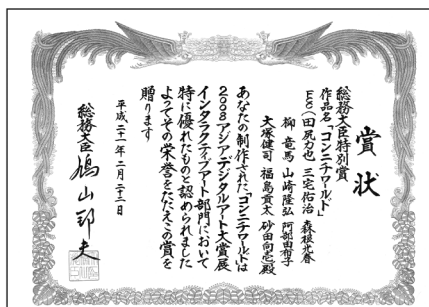 賞状
総務大臣特別賞
作品名「コンニチワールド」
田尻力也 三宅佑治 森根光春
柳 竜馬 山崎隆弘 阿部由布子
大塚健司 福島貢太 砂田向壱殿
あなたの制作された「コンニチワールド」は
2008アジアデジタルアート大賞展
インタラクティブアート部門において
特に優れたものと認められました
よってその栄誉をたたえこの賞を
贈ります
平成二十一年二月二十二日
総務大臣 鳩山邦夫